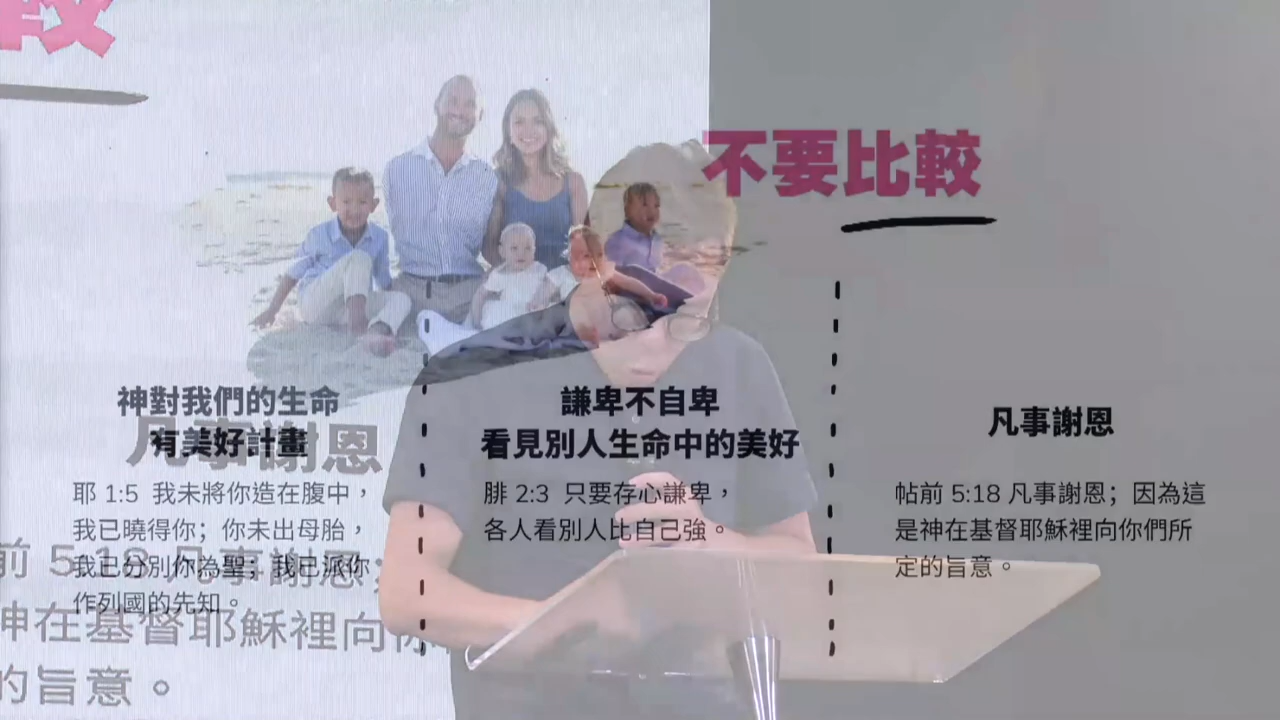 較
不要比較
神對我們的生命
有美好計畫
耶 1:5 我未將你造在腹中，
我已曉得你；你未出母胎，
我已分別你為聖；我已派你
作列國的先知。
謙卑不自卑
看見別人生命中的美好
腓 2:3 只要存心謙卑，
各人看別人比自己強。
凡事謝恩
帖前 5:18 凡事謝恩；因為這
是神在基督耶穌裡向你們所
定的旨意。
凡事謝恩
前 5:18 凡事謝恩；
神在基督耶穌裡向你
的旨意。